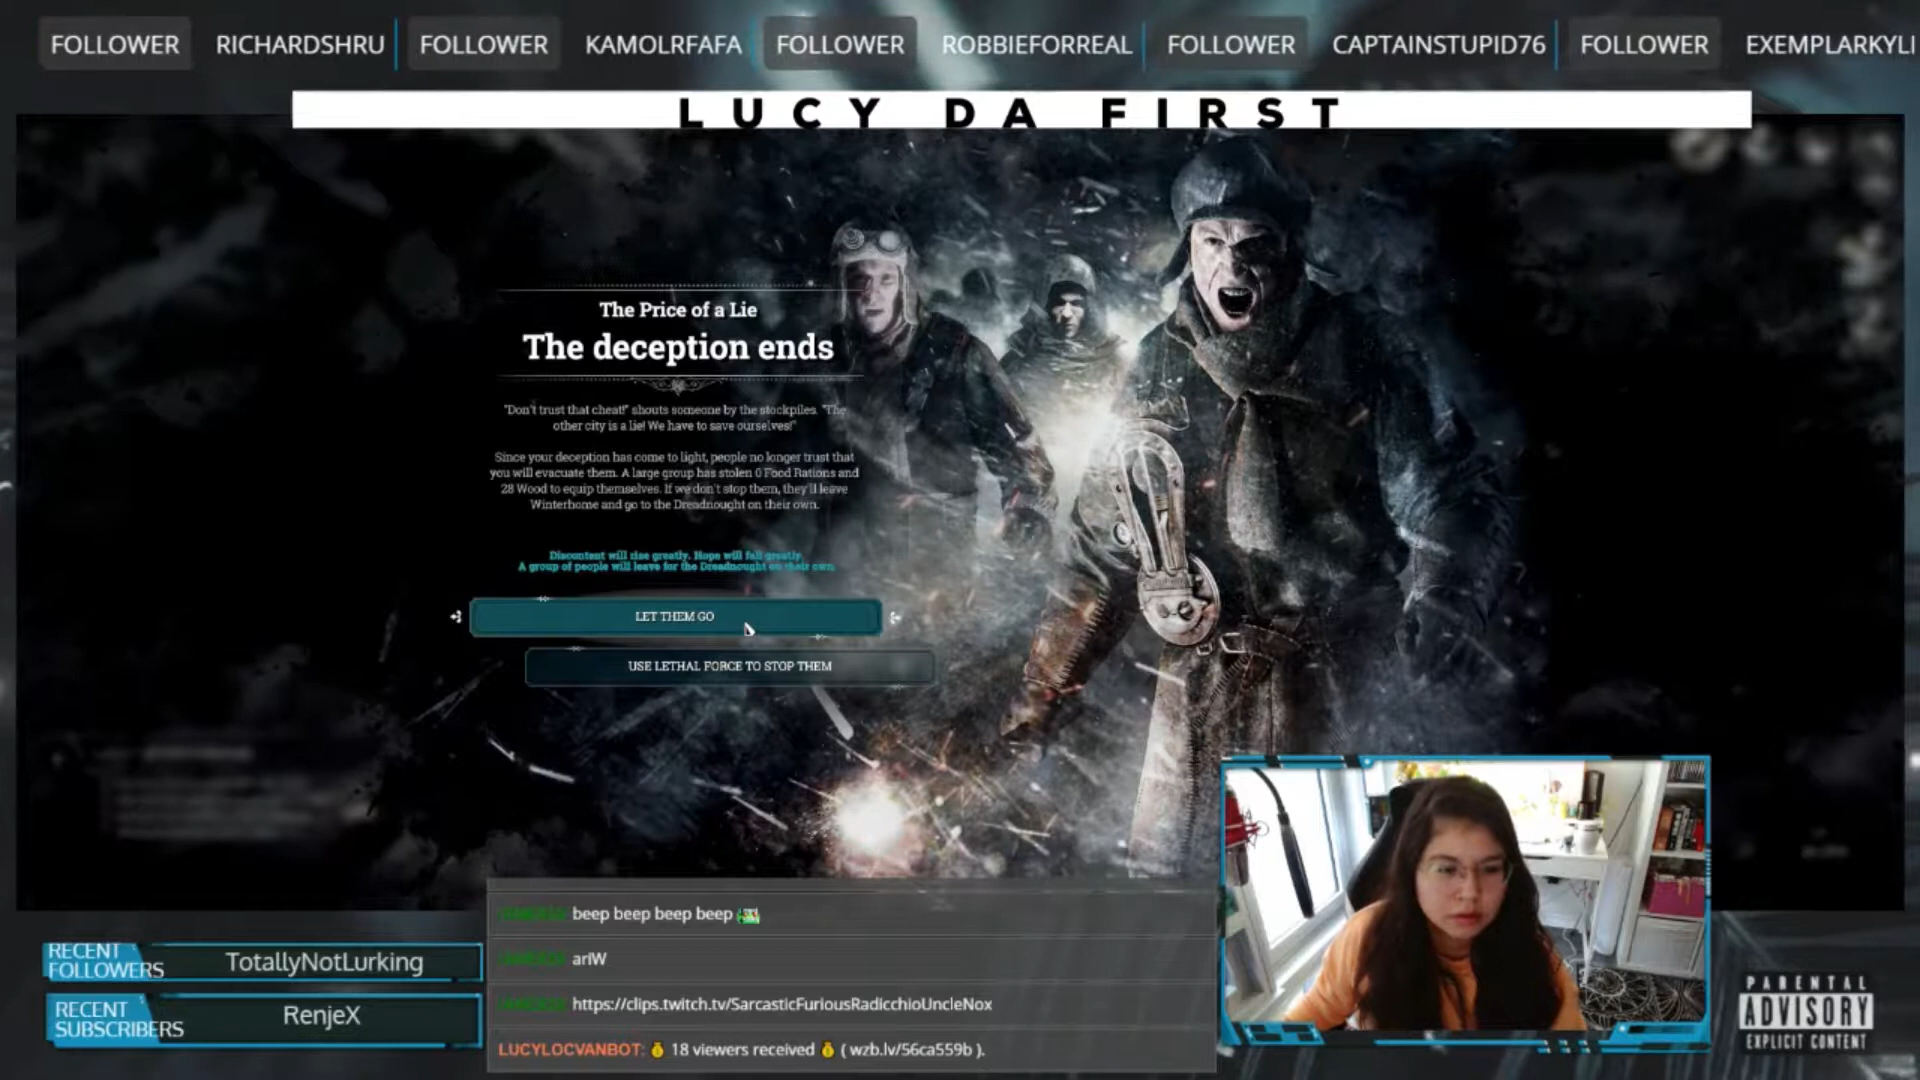 FOLLOWER RICHARDSHRU FOLLOWER KAMOLRFAFA FOLLOWER ROBBIEFORREAL FOLLOWER CAPTAINSTUPID76 FOLLOWER EXEMPLARKYLI
LUCY DA FIRST
The Price of a Lie
The deception ends
"Don't trust that cheat!" shouts someone by the stockpiles. "The
other city is a lie! We have to save ourselves!"
Since your deception has come to light, people no longer trust that
you will evacuate them. A large group has stolen 0 Food Rations and
28 Wood to equip themselves. If we don't stop them, they'll leave
Winterhome and go to the Dreadnought on their own.
Discontent will rise greatly. Hope will fall greatly.
A group of people will leave for the Dreadnought on their own.
LET THEM GO
USE LETHAL FORCE TO STOP THEM
beep beep beep beep
arlW
https://clips.twitch.tv/SarcasticFuriousRadicchioUncleNox
LUCYLOCVANBOT: 18 viewers received ( wzb.lv/56ca559b ).
RECENT
FOLLOWERS
TotallyNotLurking
RECENT
SUBSCRIBERS
RenjeX
PARENTAL
ADVISORY
EXPLICIT CONTENT